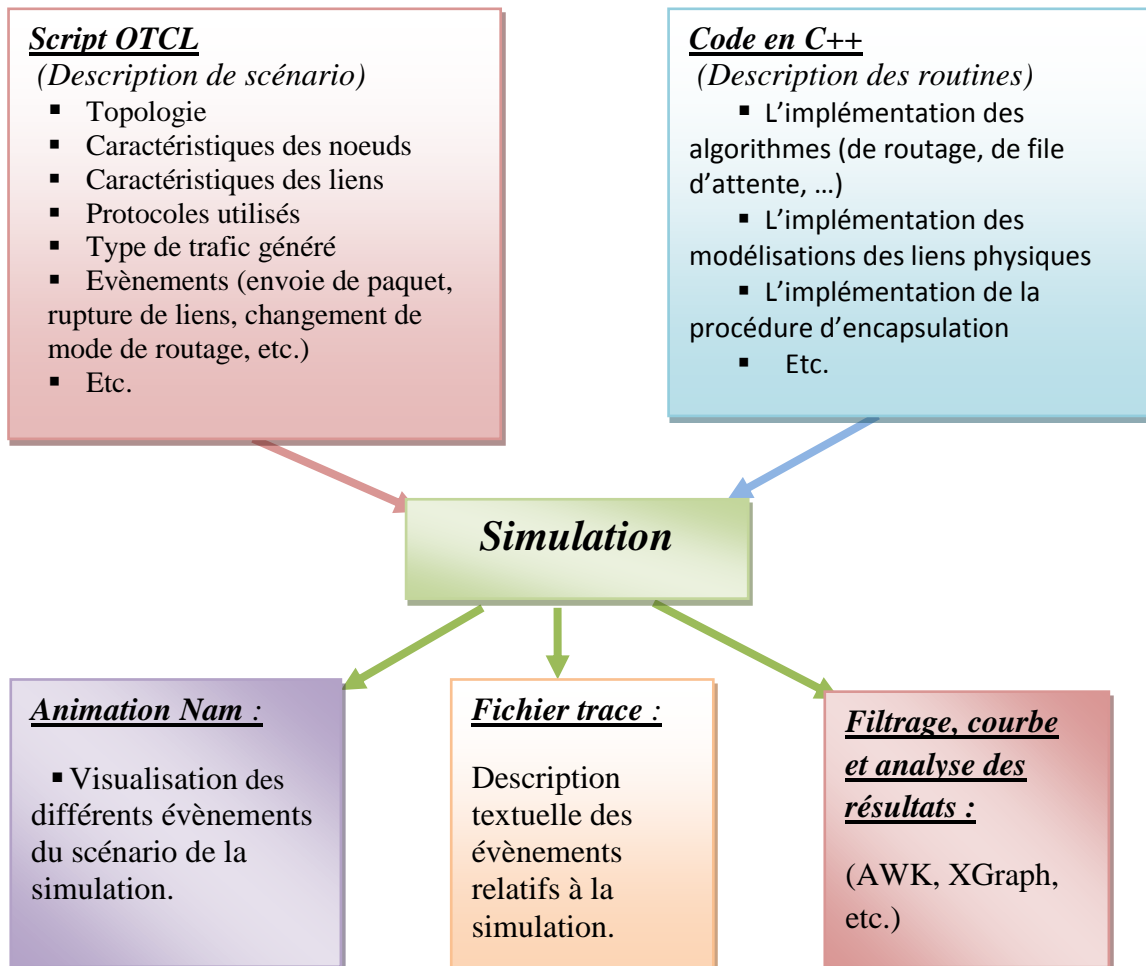 Script OTCL
(Description de scénario)
▪ Topologie
▪ Caractéristiques des noeuds
▪ Caractéristiques des liens
▪ Protocoles utilisés
▪ Type de trafic généré
▪ Evènements (envoie de paquet,
rupture de liens, changement de
mode de routage, etc.)
▪ Etc.
Code en C++
(Description des routines)
▪ L’implémentation des
algorithmes (de routage, de file
d’attente, …)
▪ L’implémentation des
modélisations des liens physiques
▪ L’implémentation de la
procédure d’encapsulation
▪ Etc.
Simulation
Animation Nam :
▪ Visualisation des
différents évènements
du scénario de la
simulation.
Fichier trace :
Description
textuelle des
évènements
relatifs à la
simulation.
Filtrage, courbe
et analyse des
résultats :
(AWK, XGraph,
etc.)